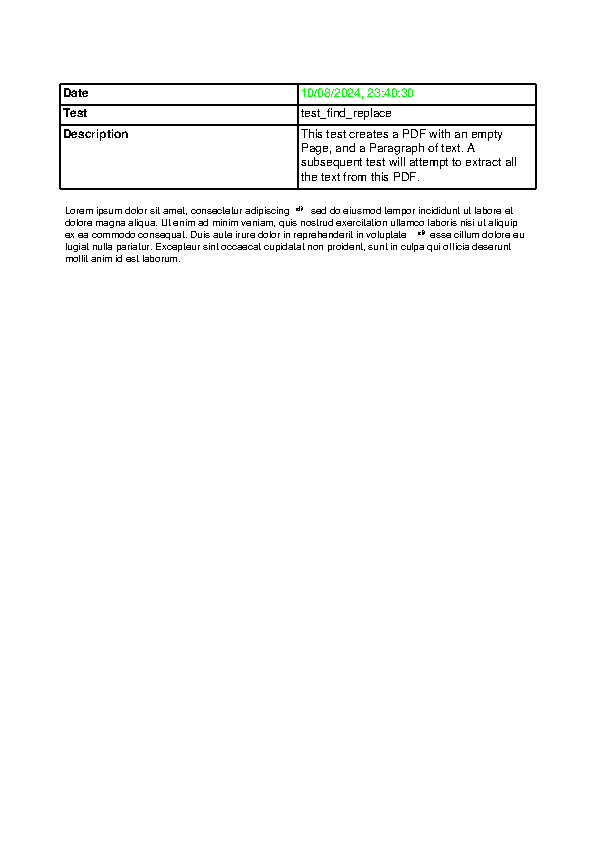 Date 10/08/2024, 23:40:30
Test test_find_replace
Description This test creates a PDF with an empty
Page, and a Paragraph of text. A
subsequent test will attempt to extract all
the text from this PDF.
Lorem ipsum dolor sit amet, consectetur adipiscing sed do eiusmod tempor incididunt ut labore et
dolore magna aliqua. Ut enim ad minim veniam, quis nostrud exercitation ullamco laboris nisi ut aliquip
ex ea commodo consequat. Duis aute irure dolor in reprehenderit in voluptate esse cillum dolore eu
fugiat nulla pariatur. Excepteur sint occaecat cupidatat non proident, sunt in culpa qui officia deserunt
mollit anim id est laborum.